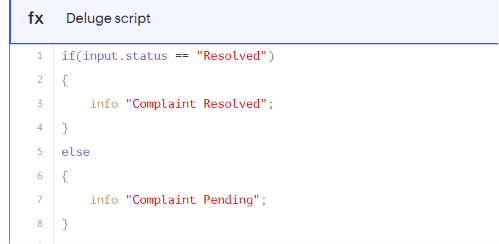 fx Deluge script
1 if(input.status == "Resolved")
2 {
3 info "Complaint Resolved";
4 }
5 else
6 {
7 info "Complaint Pending";
8 }